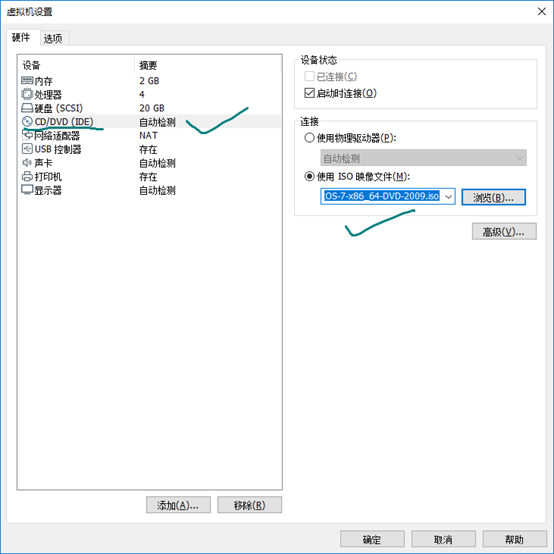 虚拟机设置
硬件 选项
设备 摘要
内存 2 GB
处理器 4
硬盘 (SCSI) 20 GB
CD/DVD (IDE) 自动检测
网络适配器 NAT
USB 控制器 存在
声卡 自动检测
打印机 存在
显示器 自动检测
添加(A)... 移除(R)
设备状态
已连接(C)
启动时连接(O)
连接
使用物理驱动器(P):
自动检测
使用 ISO 映像文件(M):
OS-7-x86_64-DVD-2009.iso 浏览(B)...
高级(V)...
确定 取消 帮助